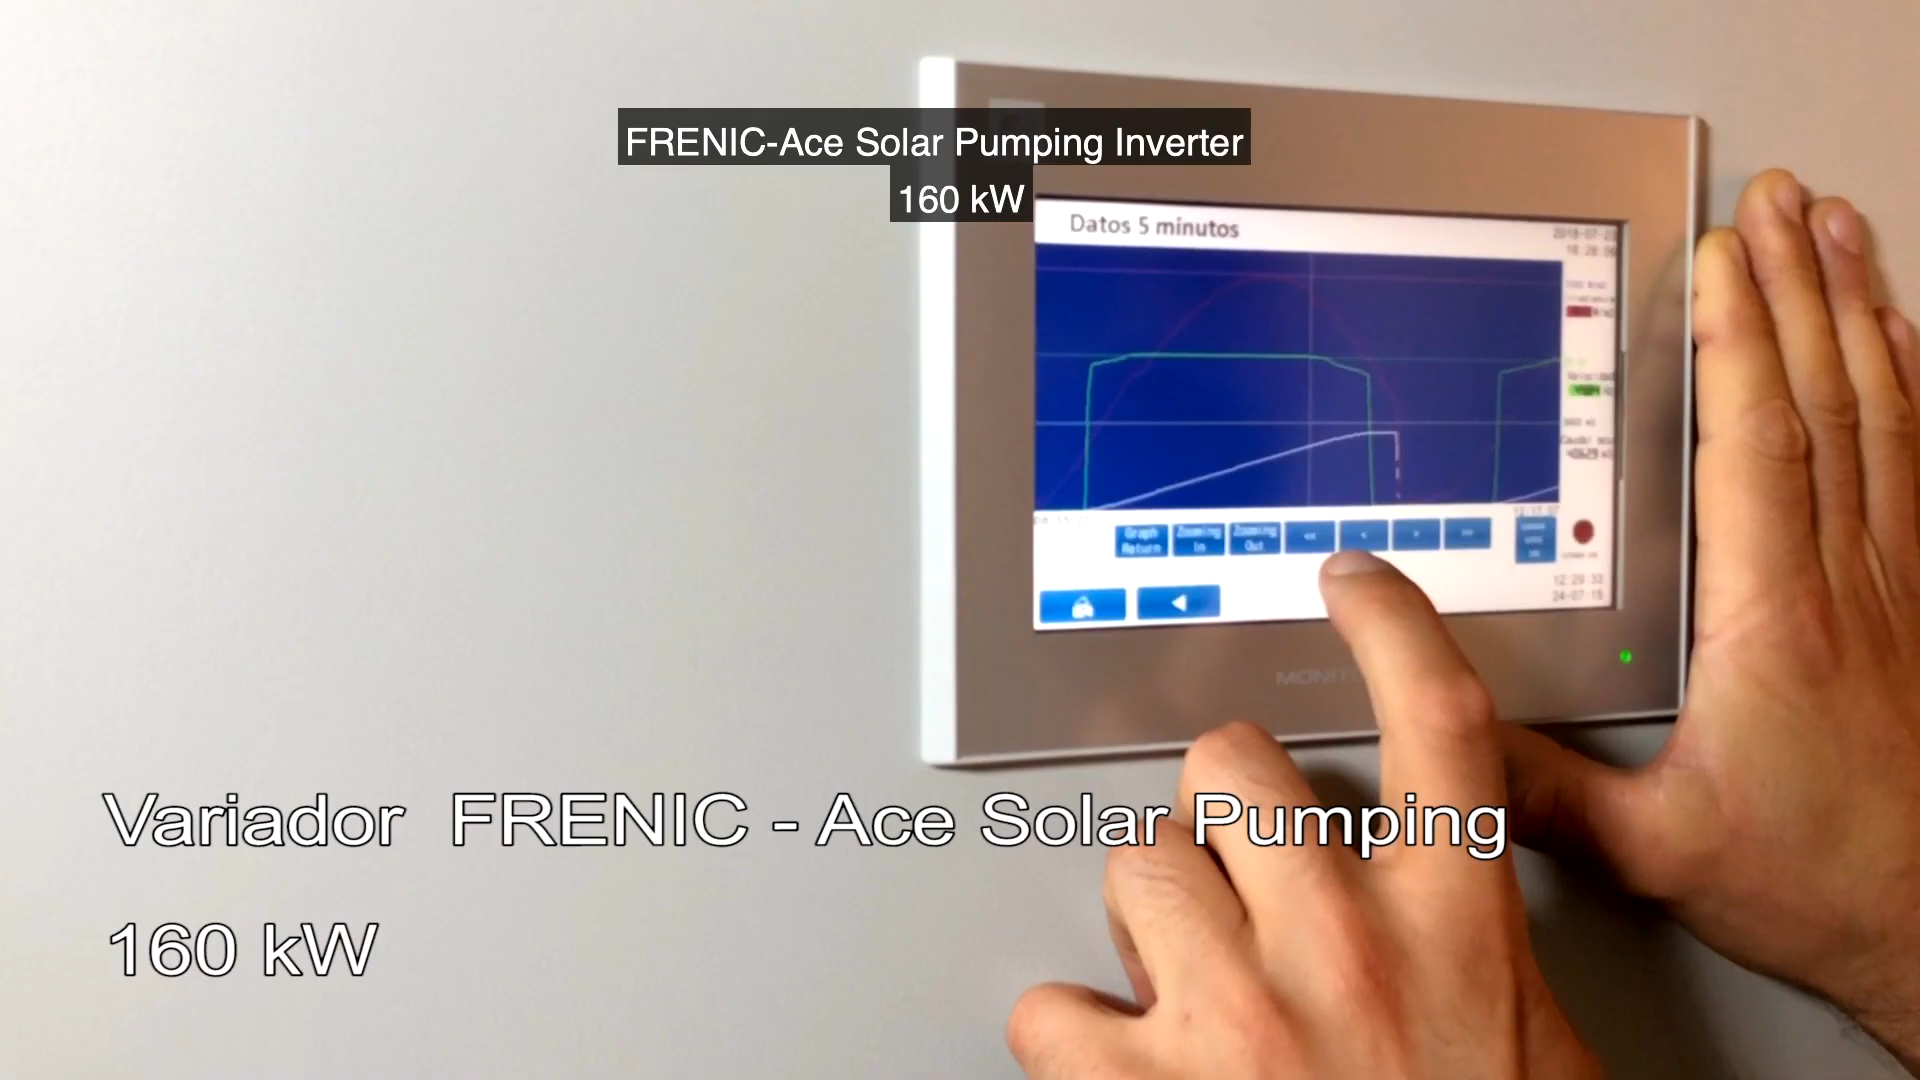 FRENIC-Ace Solar Pumping Inverter
160 kW
Datos 5 minutos
Graph
Return
Zooming
In
Zooming
Out
<<
<
>
>>
Variador FRENIC - Ace Solar Pumping
160 kW